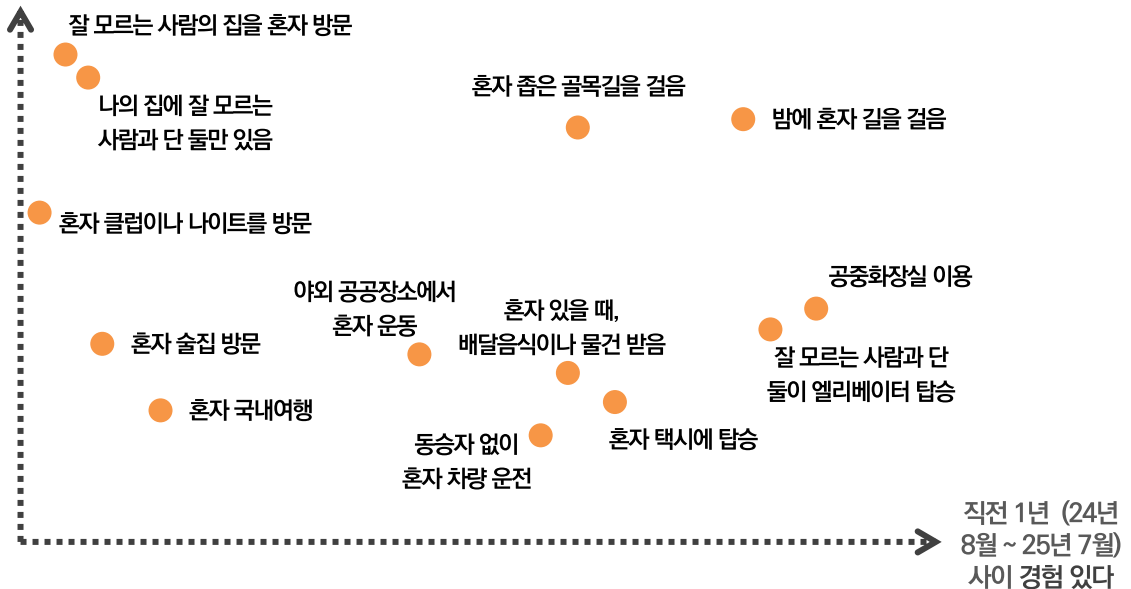 잘 모르는 사람의 집을 혼자 방문
나의 집에 잘 모르는
사람과 단 둘만 있음
혼자 좁은 골목길을 걸음
밤에 혼자 길을 걸음
혼자 클럽이나 나이트를 방문
야외 공공장소에서
혼자 운동
혼자 있을 때,
배달음식이나 물건 받음
공중화장실 이용
잘 모르는 사람과 단
둘이 엘리베이터 탑승
혼자 술집 방문
혼자 국내여행
동승자 없이
혼자 차량 운전
혼자 택시에 탑승
직전 1년 (24년
8월 ~ 25년 7월)
사이 경험 있다